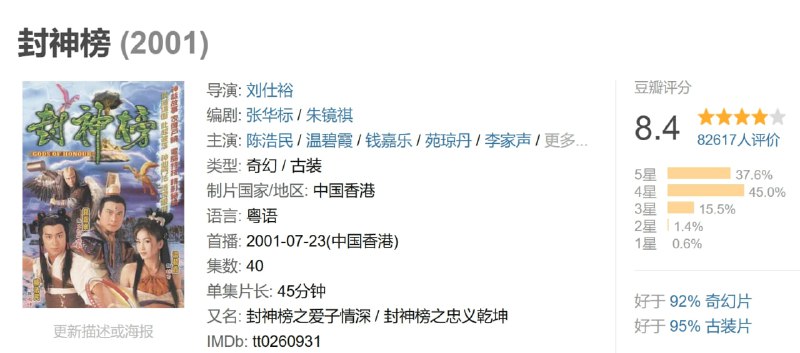 封神榜 (2001)
封神榜
GODS OF HONOUR
更新描述或海报
导演: 刘仕裕
编剧: 张华标 / 朱镜祺
主演: 陈浩民 / 温碧霞 / 钱嘉乐 / 苑琼丹 / 李家声 / 更多...
类型: 奇幻 / 古装
制片国家/地区: 中国香港
语言: 粤语
首播: 2001-07-23(中国香港)
集数: 40
单集片长: 45分钟
又名: 封神榜之爱子情深 / 封神榜之忠义乾坤
IMDb: tt0260931
豆瓣评分
8.4
82617人评价
5星 37.6%
4星 45.0%
3星 15.5%
2星 1.4%
1星 0.6%
好于 92% 奇幻片
好于 95% 古装片